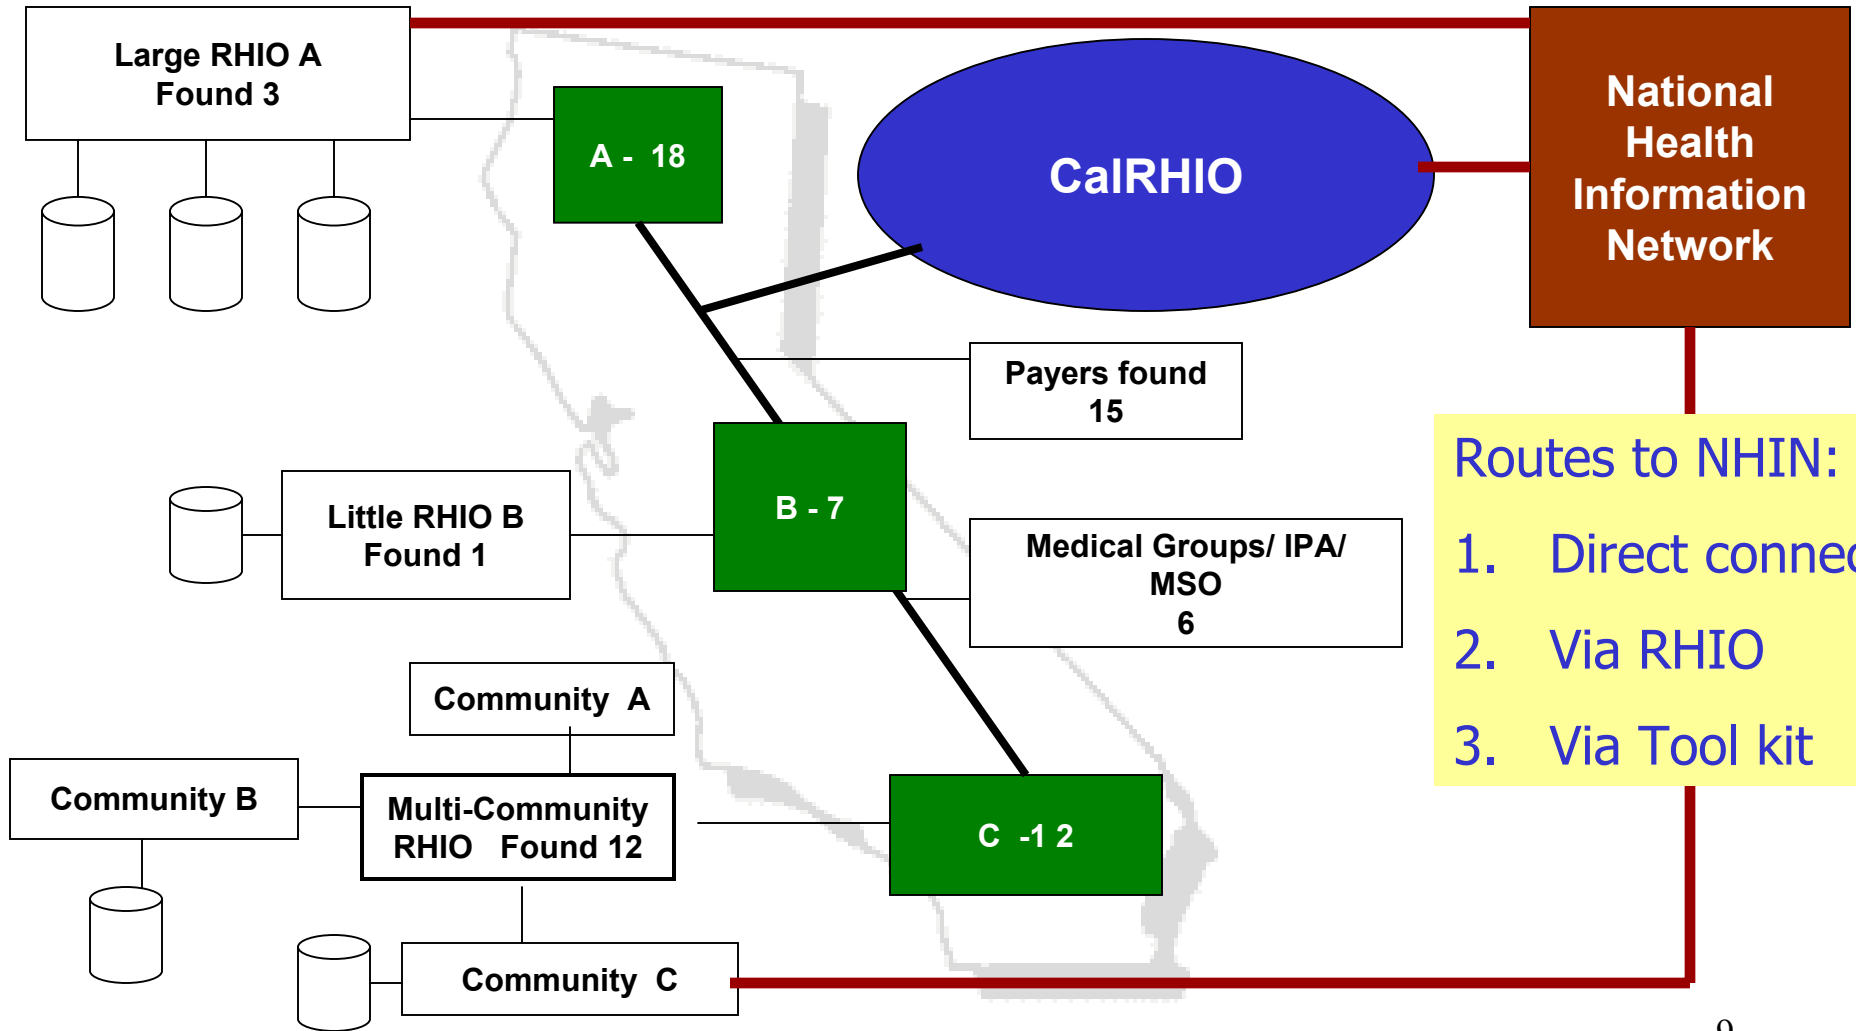 Large RHIO A
Found 3
A - 18
CalRHIO
National
Health
Information
Network
Payers found
15
Routes to NHIN:
1. Direct connec
2. Via RHIO
3. Via Tool kit
B - 7
Little RHIO B
Found 1
Medical Groups/ IPA/
MSO
6
Community A
Community B
Multi-Community
RHIO Found 12
C -1 2
Community C
9